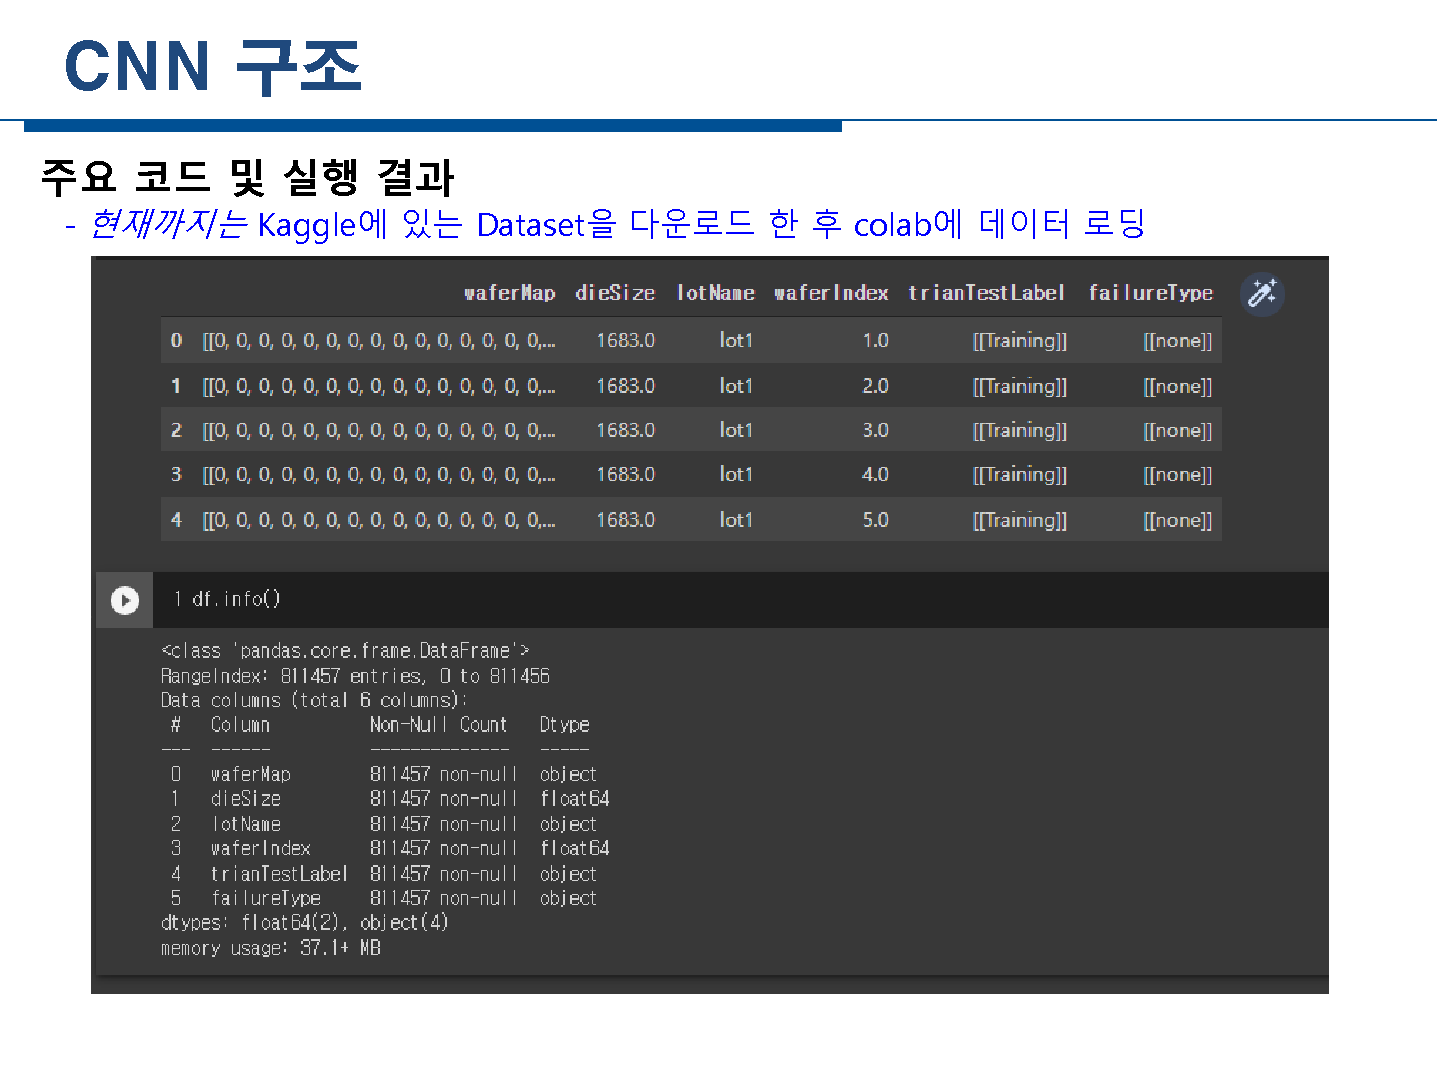 CNN 구조
주요 코드 및 실행 결과
- 현재까지는 Kaggle에 있는 Dataset을 다운로드 한 후 colab에 데이터 로딩
waferMap dieSize lotName waferIndex trianTestLabel failureType
0 [[0, 0, 0, 0, 0, 0, 0, 0, 0, 0, 0, 0, 0, 0, 0,... 1683.0 lot1 1.0 [[Training]] [[none]]
1 [[0, 0, 0, 0, 0, 0, 0, 0, 0, 0, 0, 0, 0, 0, 0,... 1683.0 lot1 2.0 [[Training]] [[none]]
2 [[0, 0, 0, 0, 0, 0, 0, 0, 0, 0, 0, 0, 0, 0, 0,... 1683.0 lot1 3.0 [[Training]] [[none]]
3 [[0, 0, 0, 0, 0, 0, 0, 0, 0, 0, 0, 0, 0, 0, 0,... 1683.0 lot1 4.0 [[Training]] [[none]]
4 [[0, 0, 0, 0, 0, 0, 0, 0, 0, 0, 0, 0, 0, 0, 0,... 1683.0 lot1 5.0 [[Training]] [[none]]
1 df.info()
<class 'pandas.core.frame.DataFrame'>
RangeIndex: 811457 entries, 0 to 811456
Data columns (total 6 columns):
# Column Non-Null Count Dtype
--- ------ -------------- -----
0 waferMap 811457 non-null object
1 dieSize 811457 non-null float64
2 lotName 811457 non-null object
3 waferIndex 811457 non-null float64
4 trianTestLabel 811457 non-null object
5 failureType 811457 non-null object
dtypes: float64(2), object(4)
memory usage: 37.1+ MB